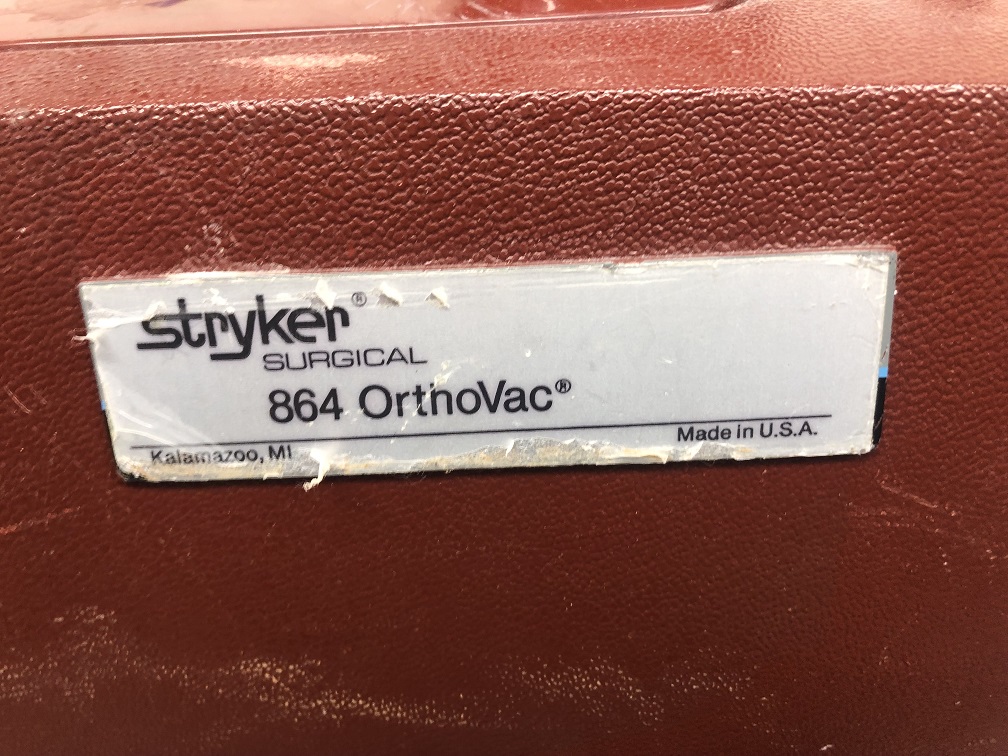 stryker®
SURGICAL
864 OrthoVac®
Kalamazoo, MI
Made in U.S.A.